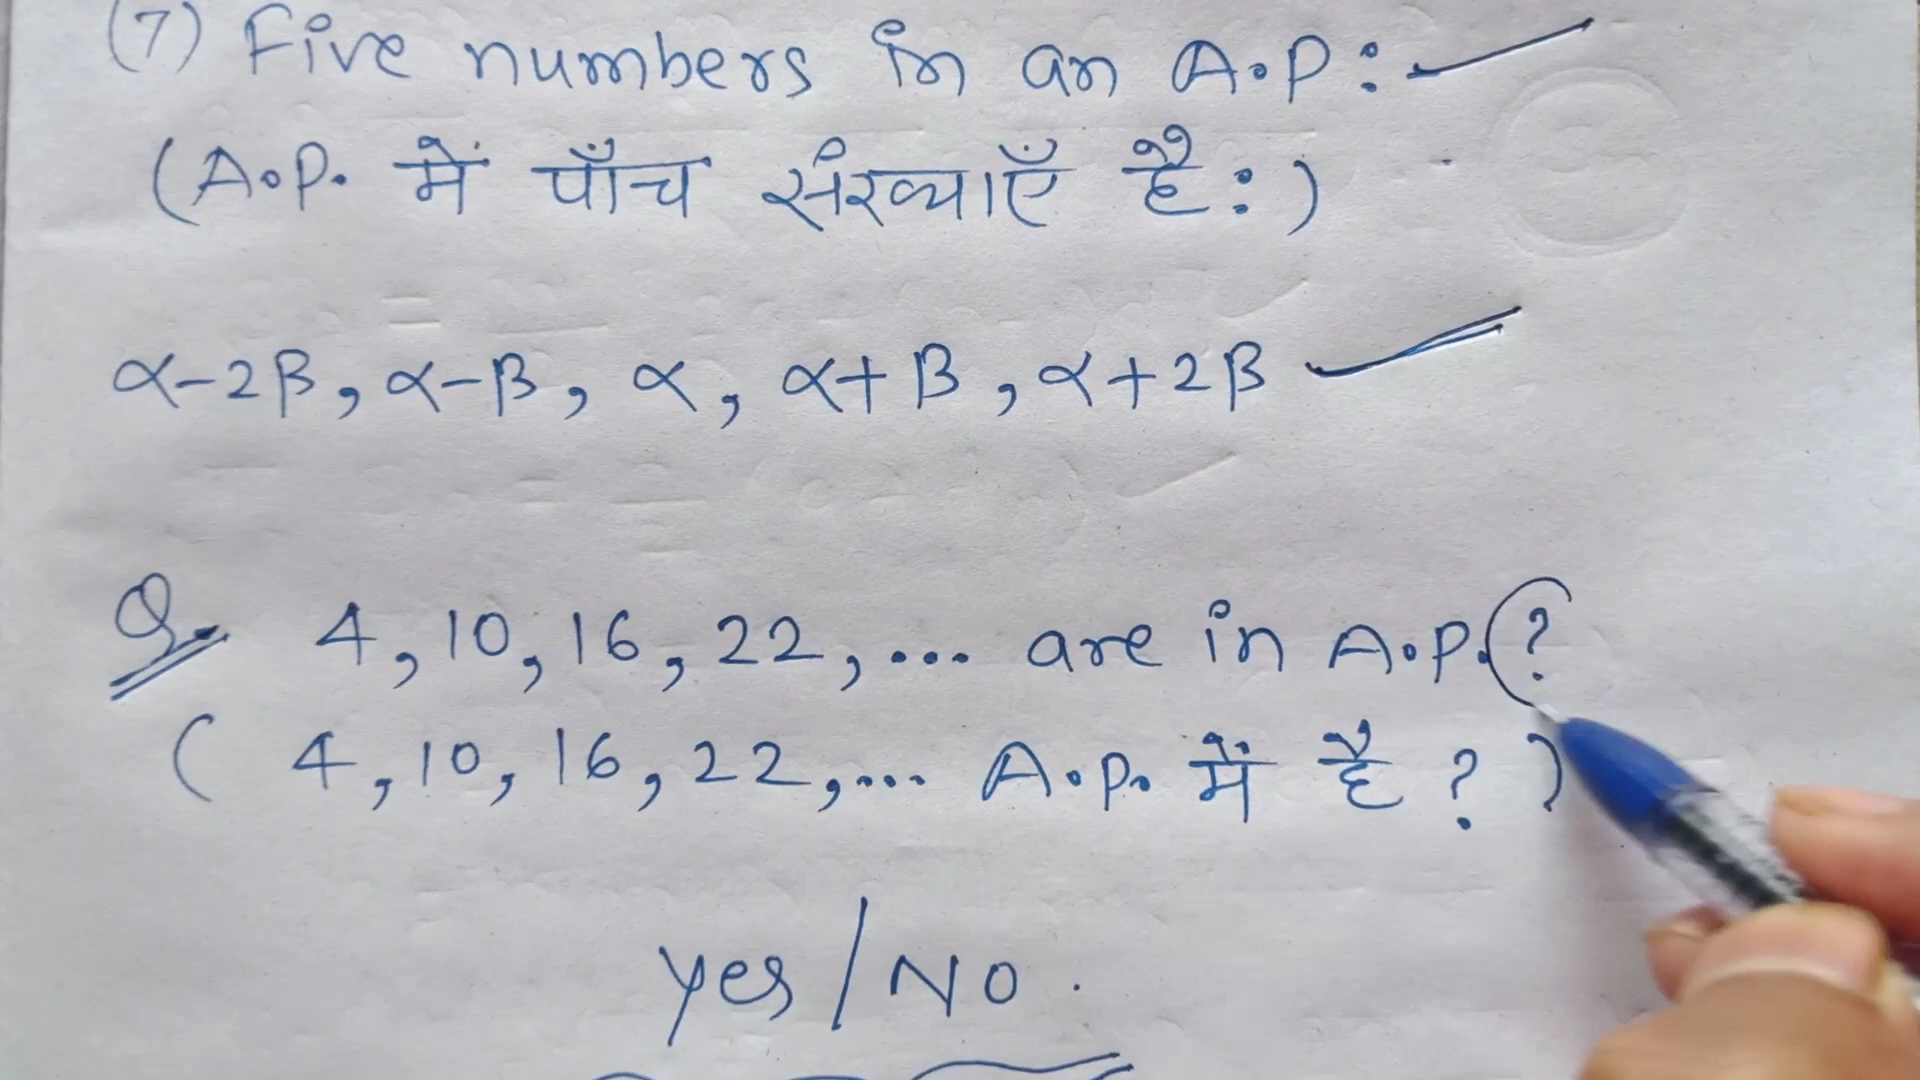 (7) Five numbers in an A.P:
(A.P. में पाँच संख्याएँ है:)
α-2β, α-β, α, α+β, α+2β
Q. 4, 10, 16, 22, ... are in A.P. ?
( 4, 10, 16, 22, ... A.P. में है ? )
Yes / No.